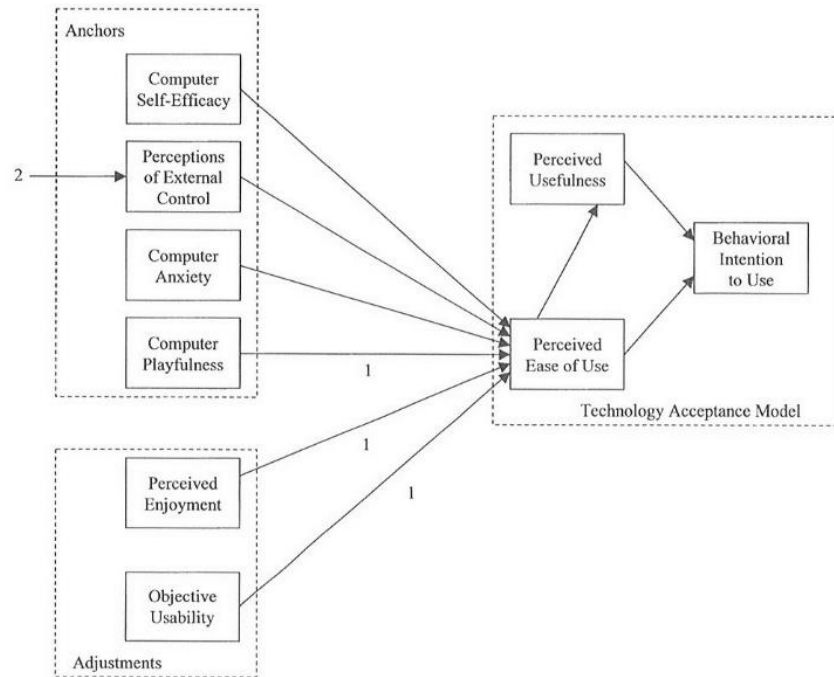 Anchors
Computer
Self-Efficacy
2
Perceptions
of External
Control
Computer
Anxiety
Computer
Playfulness
1
Perceived
Usefulness
Behavioral
Intention
to Use
Perceived
Ease of Use
Technology Acceptance Model
Perceived
Enjoyment
1
1
Objective
Usability
Adjustments